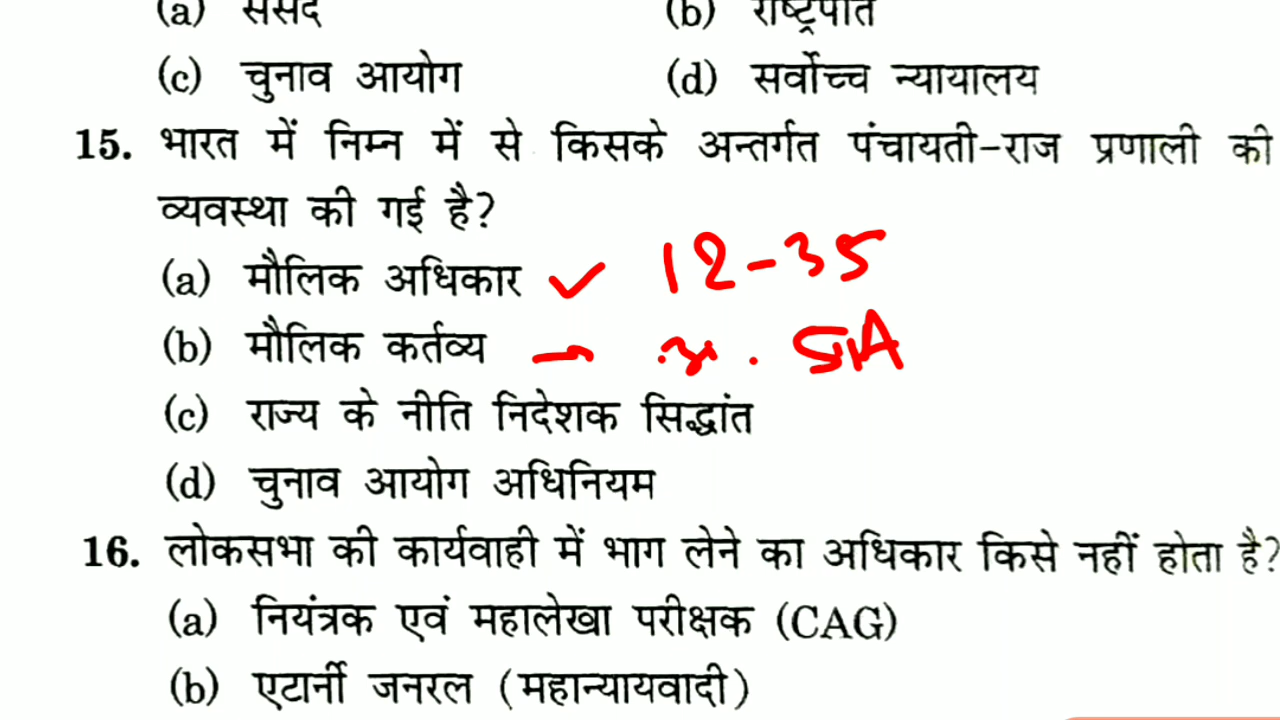 (a) संसद (b) राष्ट्रपति
(c) चुनाव आयोग (d) सर्वोच्च न्यायालय
15. भारत में निम्न में से किसके अन्तर्गत पंचायती-राज प्रणाली की
व्यवस्था की गई है?
(a) मौलिक अधिकार ✓ 12-35
(b) मौलिक कर्तव्य → 51A
(c) राज्य के नीति निदेशक सिद्धांत
(d) चुनाव आयोग अधिनियम
16. लोकसभा की कार्यवाही में भाग लेने का अधिकार किसे नहीं होता है?
(a) नियंत्रक एवं महालेखा परीक्षक (CAG)
(b) एटार्नी जनरल (महान्यायवादी)